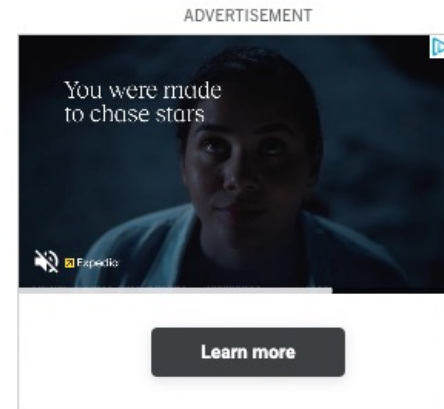 ADVERTISEMENT
You were made
to chase stars
Expedia
Learn more